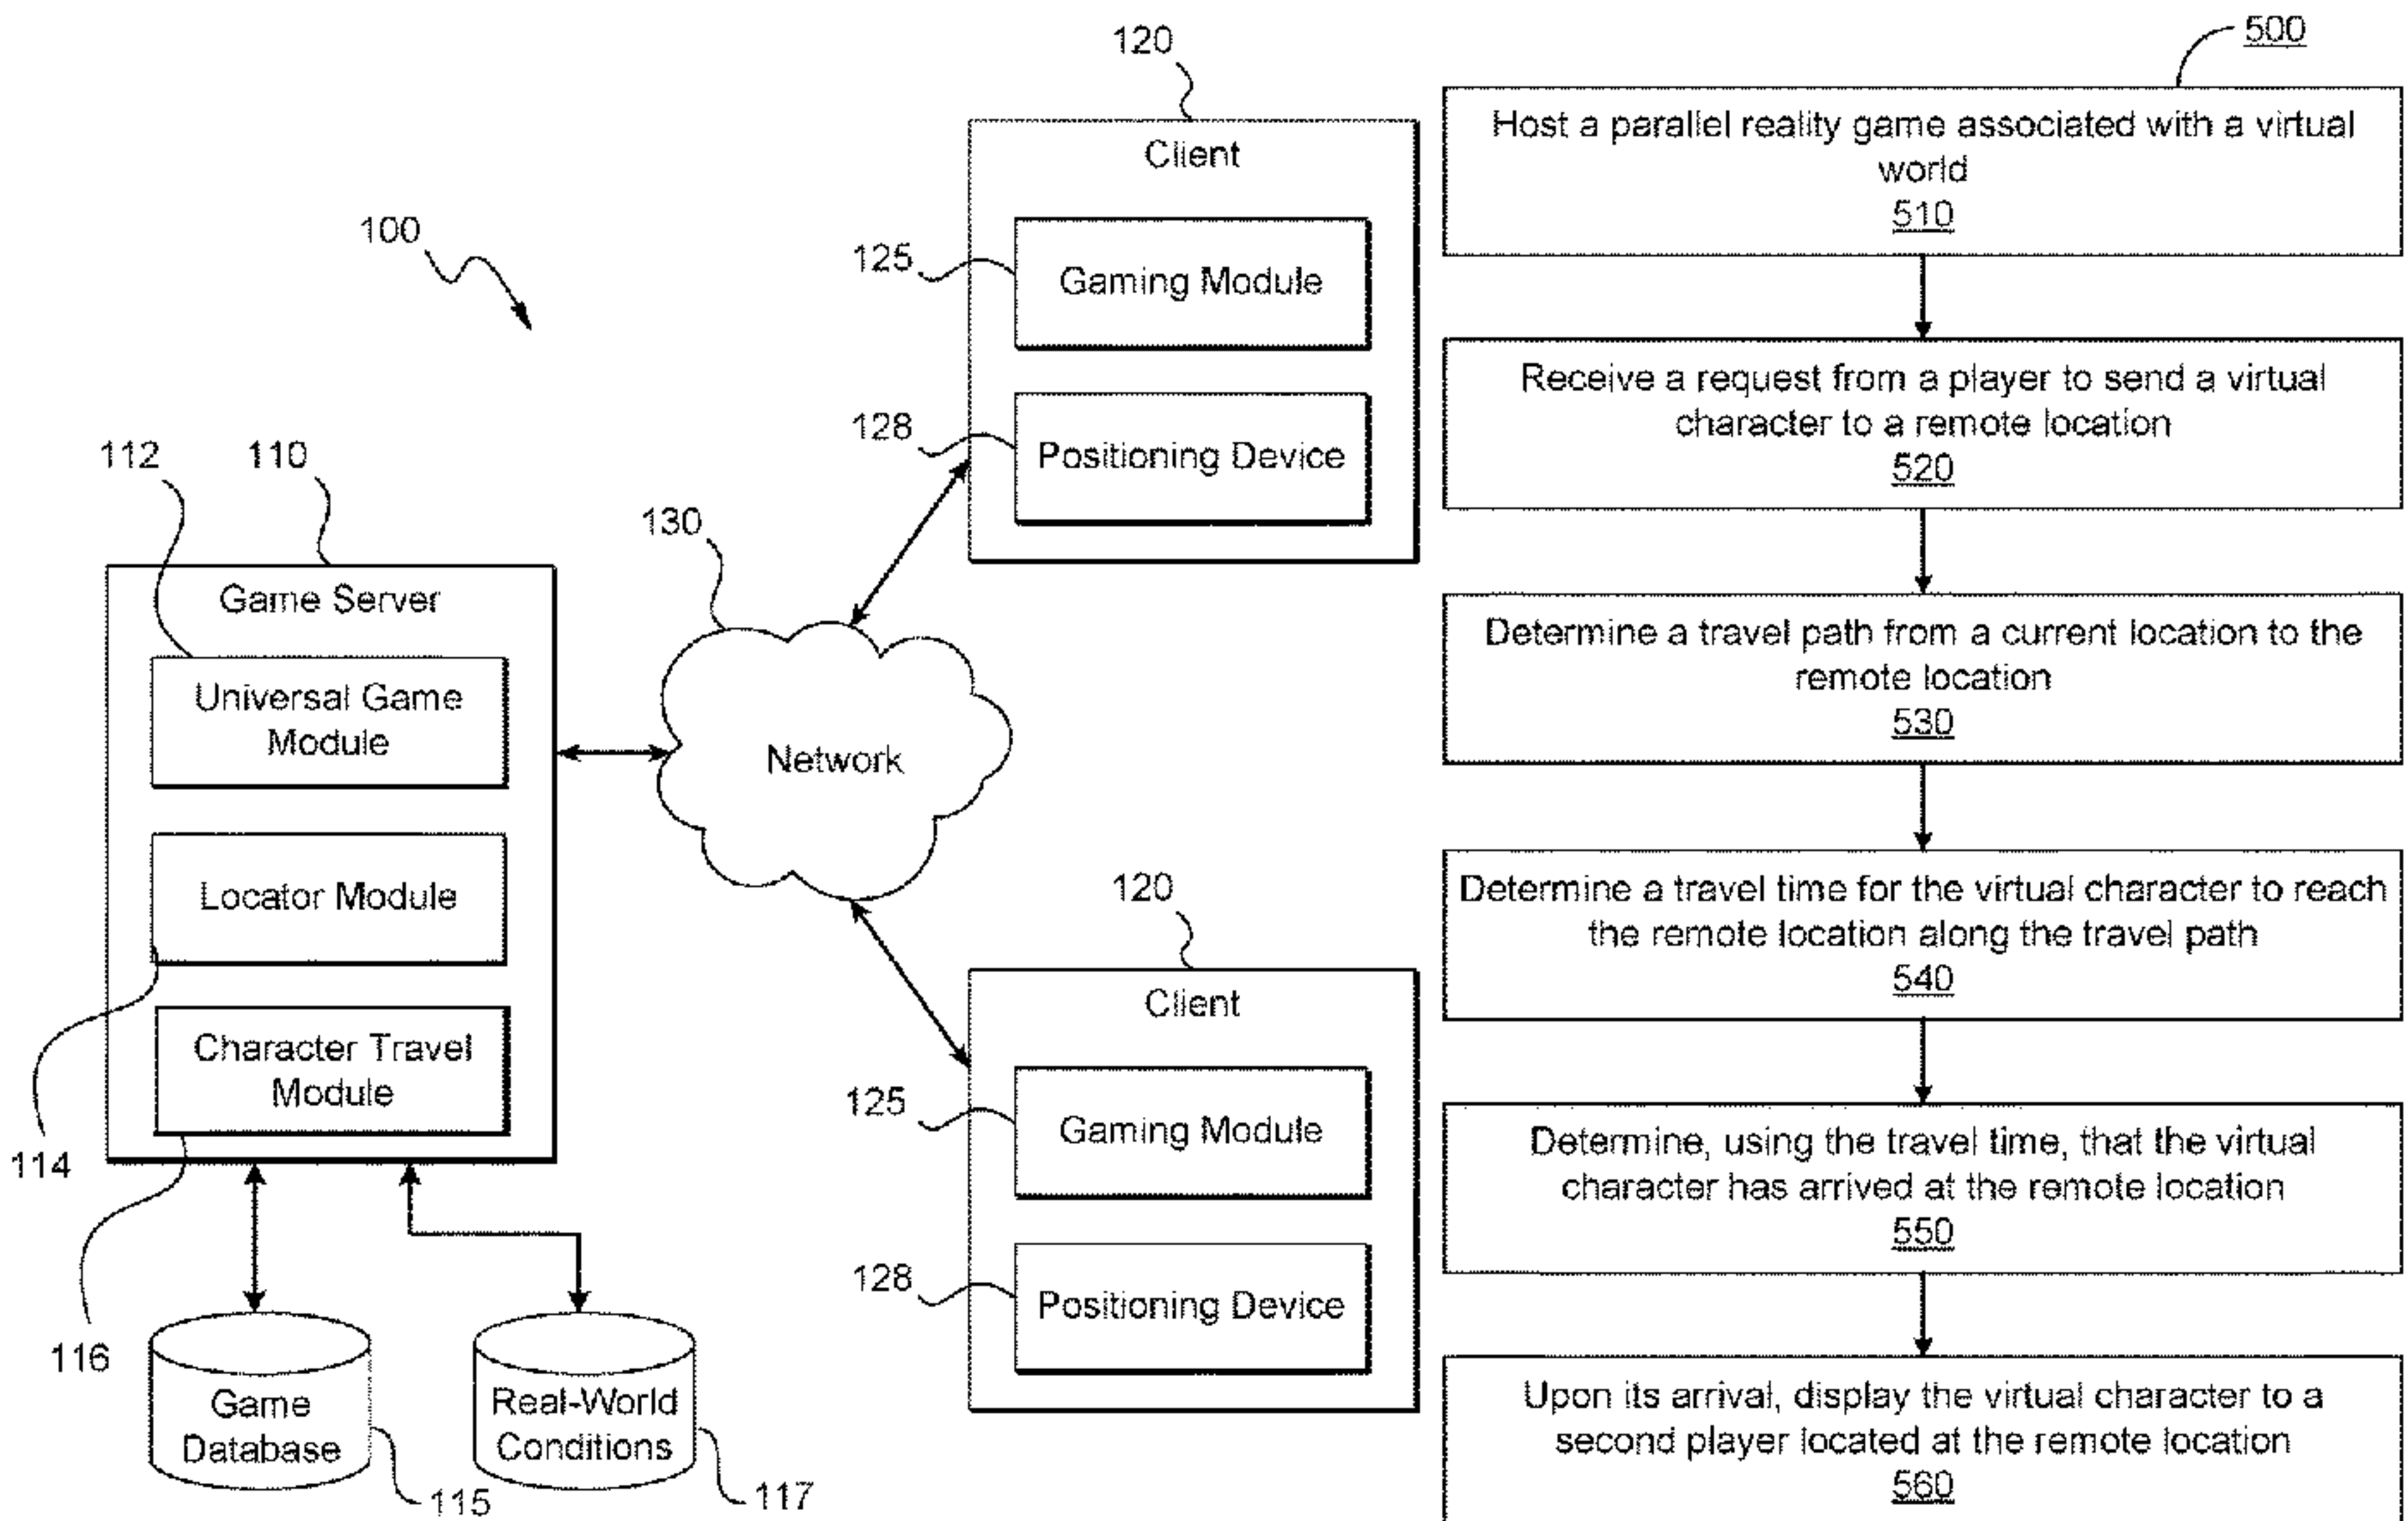 100
112
110
Game Server
Universal Game
Module
Locator Module
Character Travel
Module
114
116
Game
Database
115
Real-World
Conditions
117
130
Network
120
Client
125
Gaming Module
128
Positioning Device
120
Client
125
Gaming Module
128
Positioning Device
500
Host a parallel reality game associated with a virtual
world
510
Receive a request from a player to send a virtual
character to a remote location
520
Determine a travel path from a current location to the
remote location
530
Determine a travel time for the virtual character to reach
the remote location along the travel path
540
Determine, using the travel time, that the virtual
character has arrived at the remote location
550
Upon its arrival, display the virtual character to a
second player located at the remote location
560